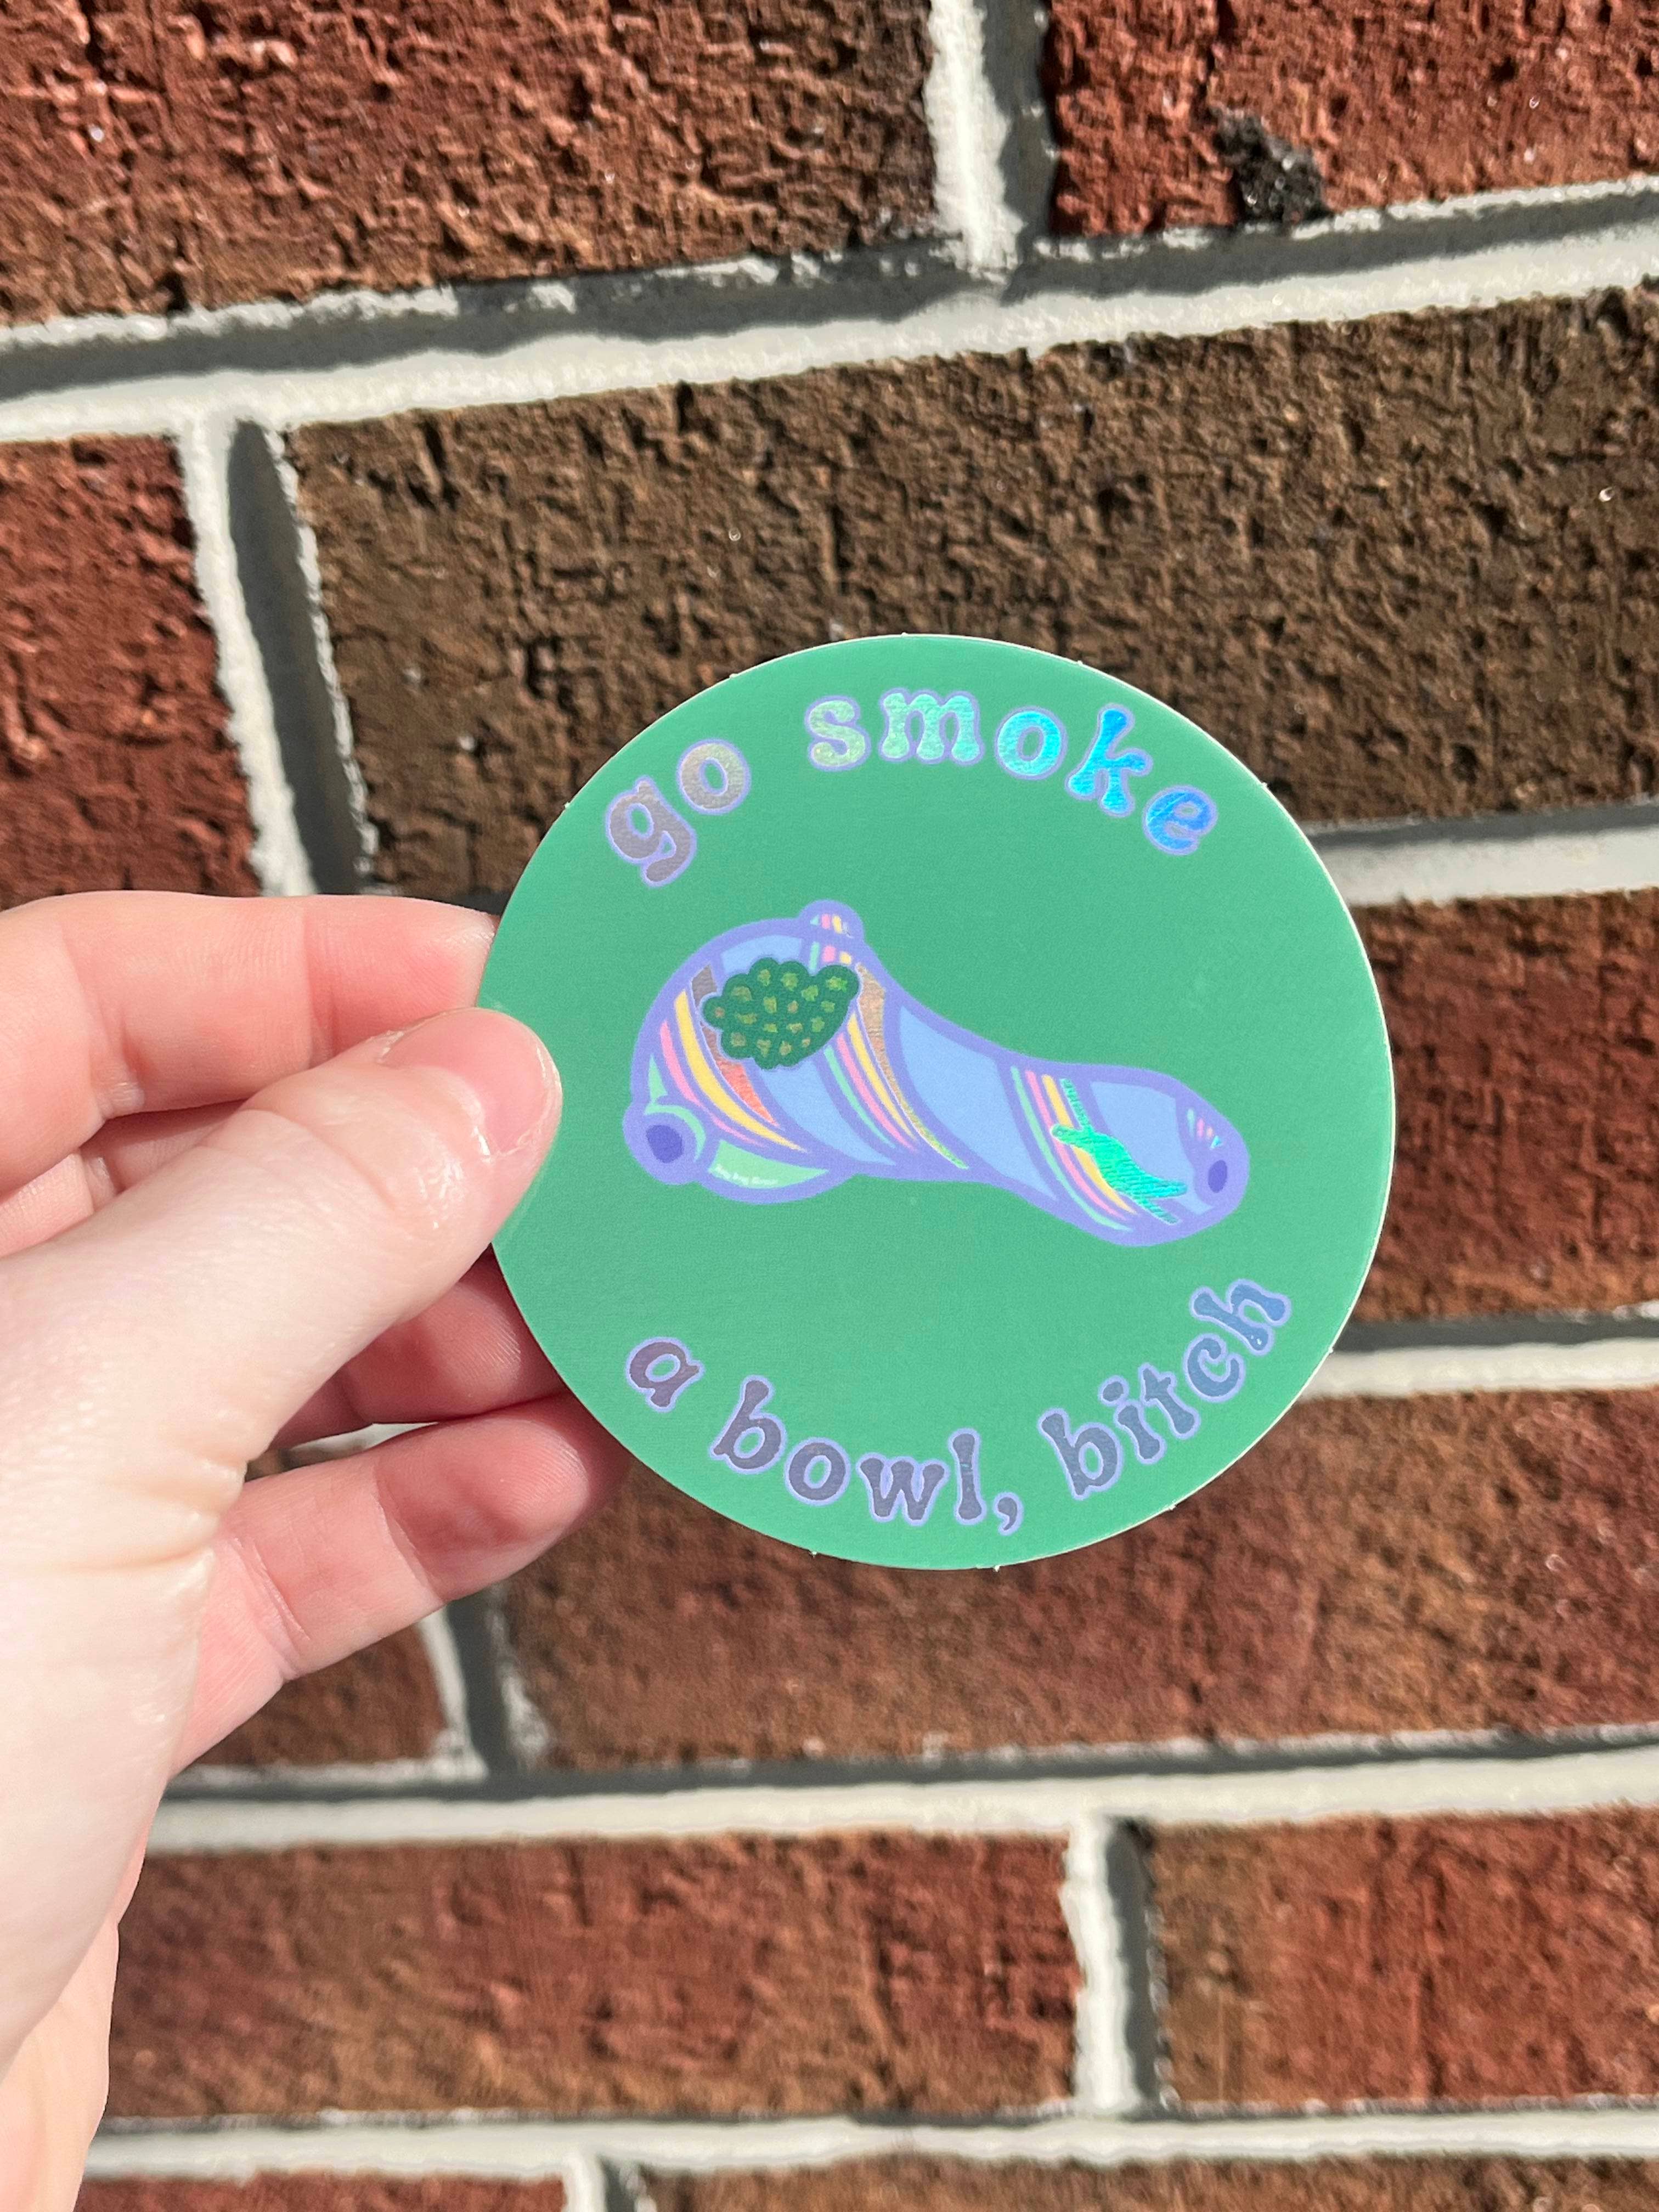 go smoke
a bowl, bitch